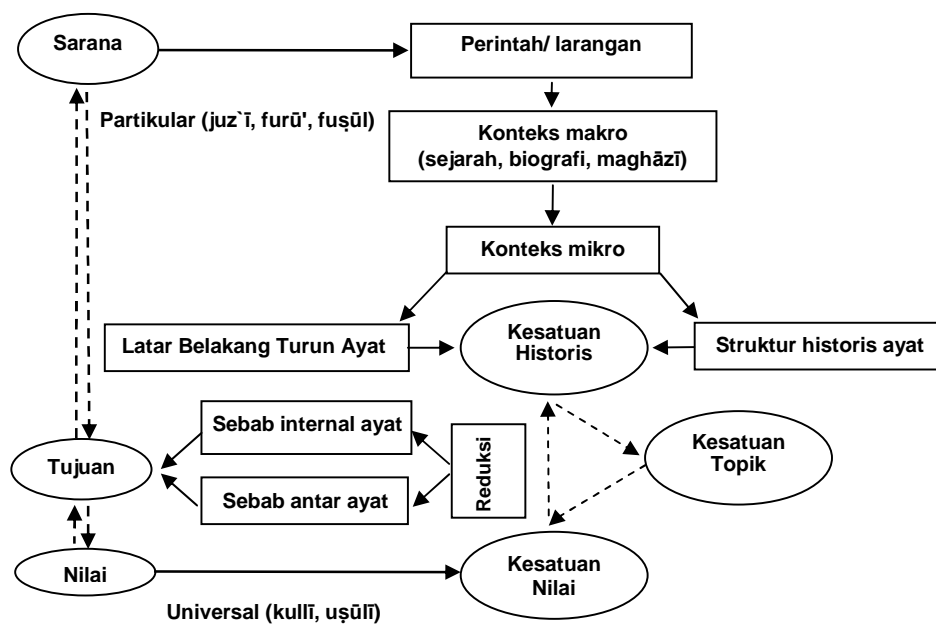 Sarana
Perintah/ larangan
Partikular (juz`ī, furū', fuṣūl)
Konteks makro
(sejarah, biografi, maghāzī)
Konteks mikro
Latar Belakang Turun Ayat
Kesatuan
Historis
Struktur historis ayat
Sebab internal ayat
Reduksi
Kesatuan
Topik
Tujuan
Sebab antar ayat
Nilai
Kesatuan
Nilai
Universal (kullī, uṣūlī)